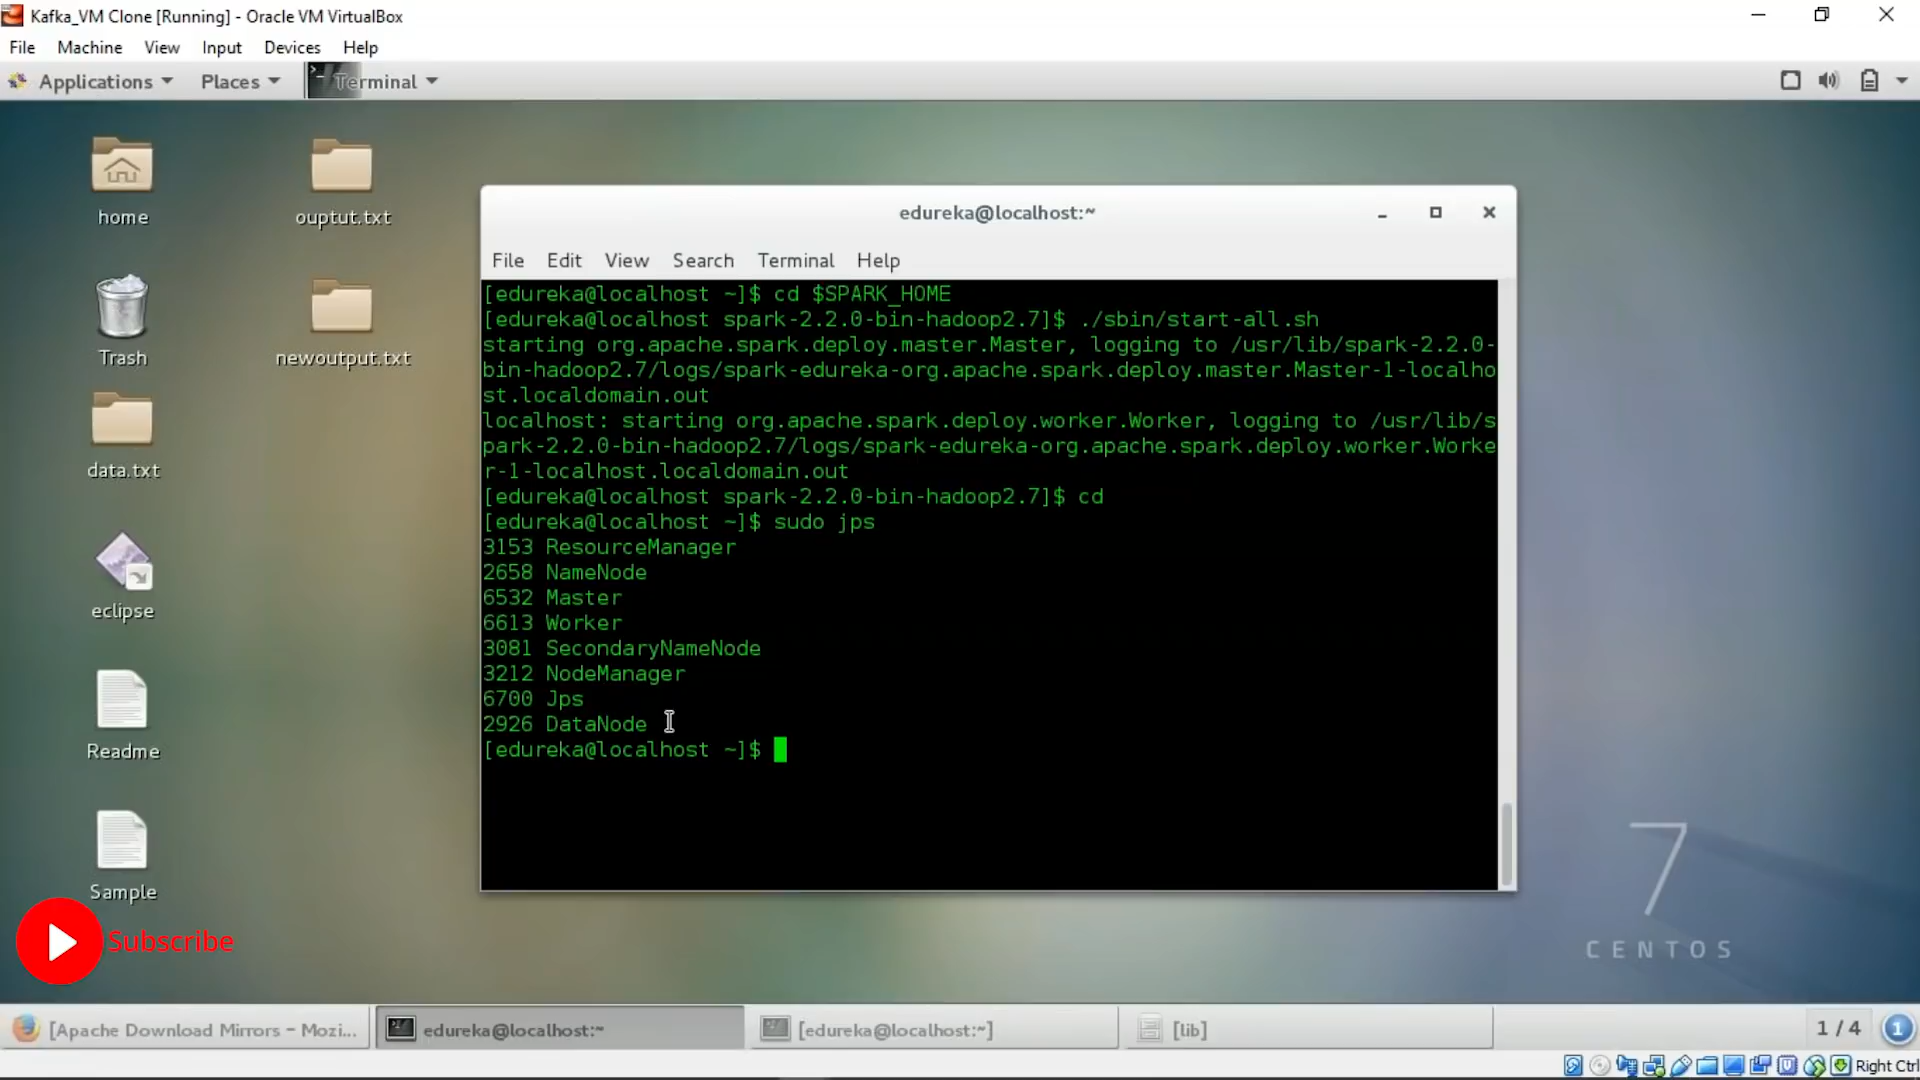 Kafka_VM Clone [Running] - Oracle VM VirtualBox
File Machine View Input Devices Help
Applications Places Terminal
home
ouptut.txt
Trash
newoutput.txt
data.txt
eclipse
Readme
Sample
Subscribe
edureka@localhost:~
File Edit View Search Terminal Help
[edureka@localhost ~]$ cd $SPARK_HOME
[edureka@localhost spark-2.2.0-bin-hadoop2.7]$ ./sbin/start-all.sh
starting org.apache.spark.deploy.master.Master, logging to /usr/lib/spark-2.2.0-
bin-hadoop2.7/logs/spark-edureka-org.apache.spark.deploy.master.Master-1-localho
st.localdomain.out
localhost: starting org.apache.spark.deploy.worker.Worker, logging to /usr/lib/s
park-2.2.0-bin-hadoop2.7/logs/spark-edureka-org.apache.spark.deploy.worker.Worke
r-1-localhost.localdomain.out
[edureka@localhost spark-2.2.0-bin-hadoop2.7]$ cd
[edureka@localhost ~]$ sudo jps
3153 ResourceManager
2658 NameNode
6532 Master
6613 Worker
3081 SecondaryNameNode
3212 NodeManager
6700 Jps
2926 DataNode
[edureka@localhost ~]$
7
CENTOS
[Apache Download Mirrors - Mozi...
edureka@localhost:~
[edureka@localhost:~]
[lib]
1 / 4
1
Right Ctrl